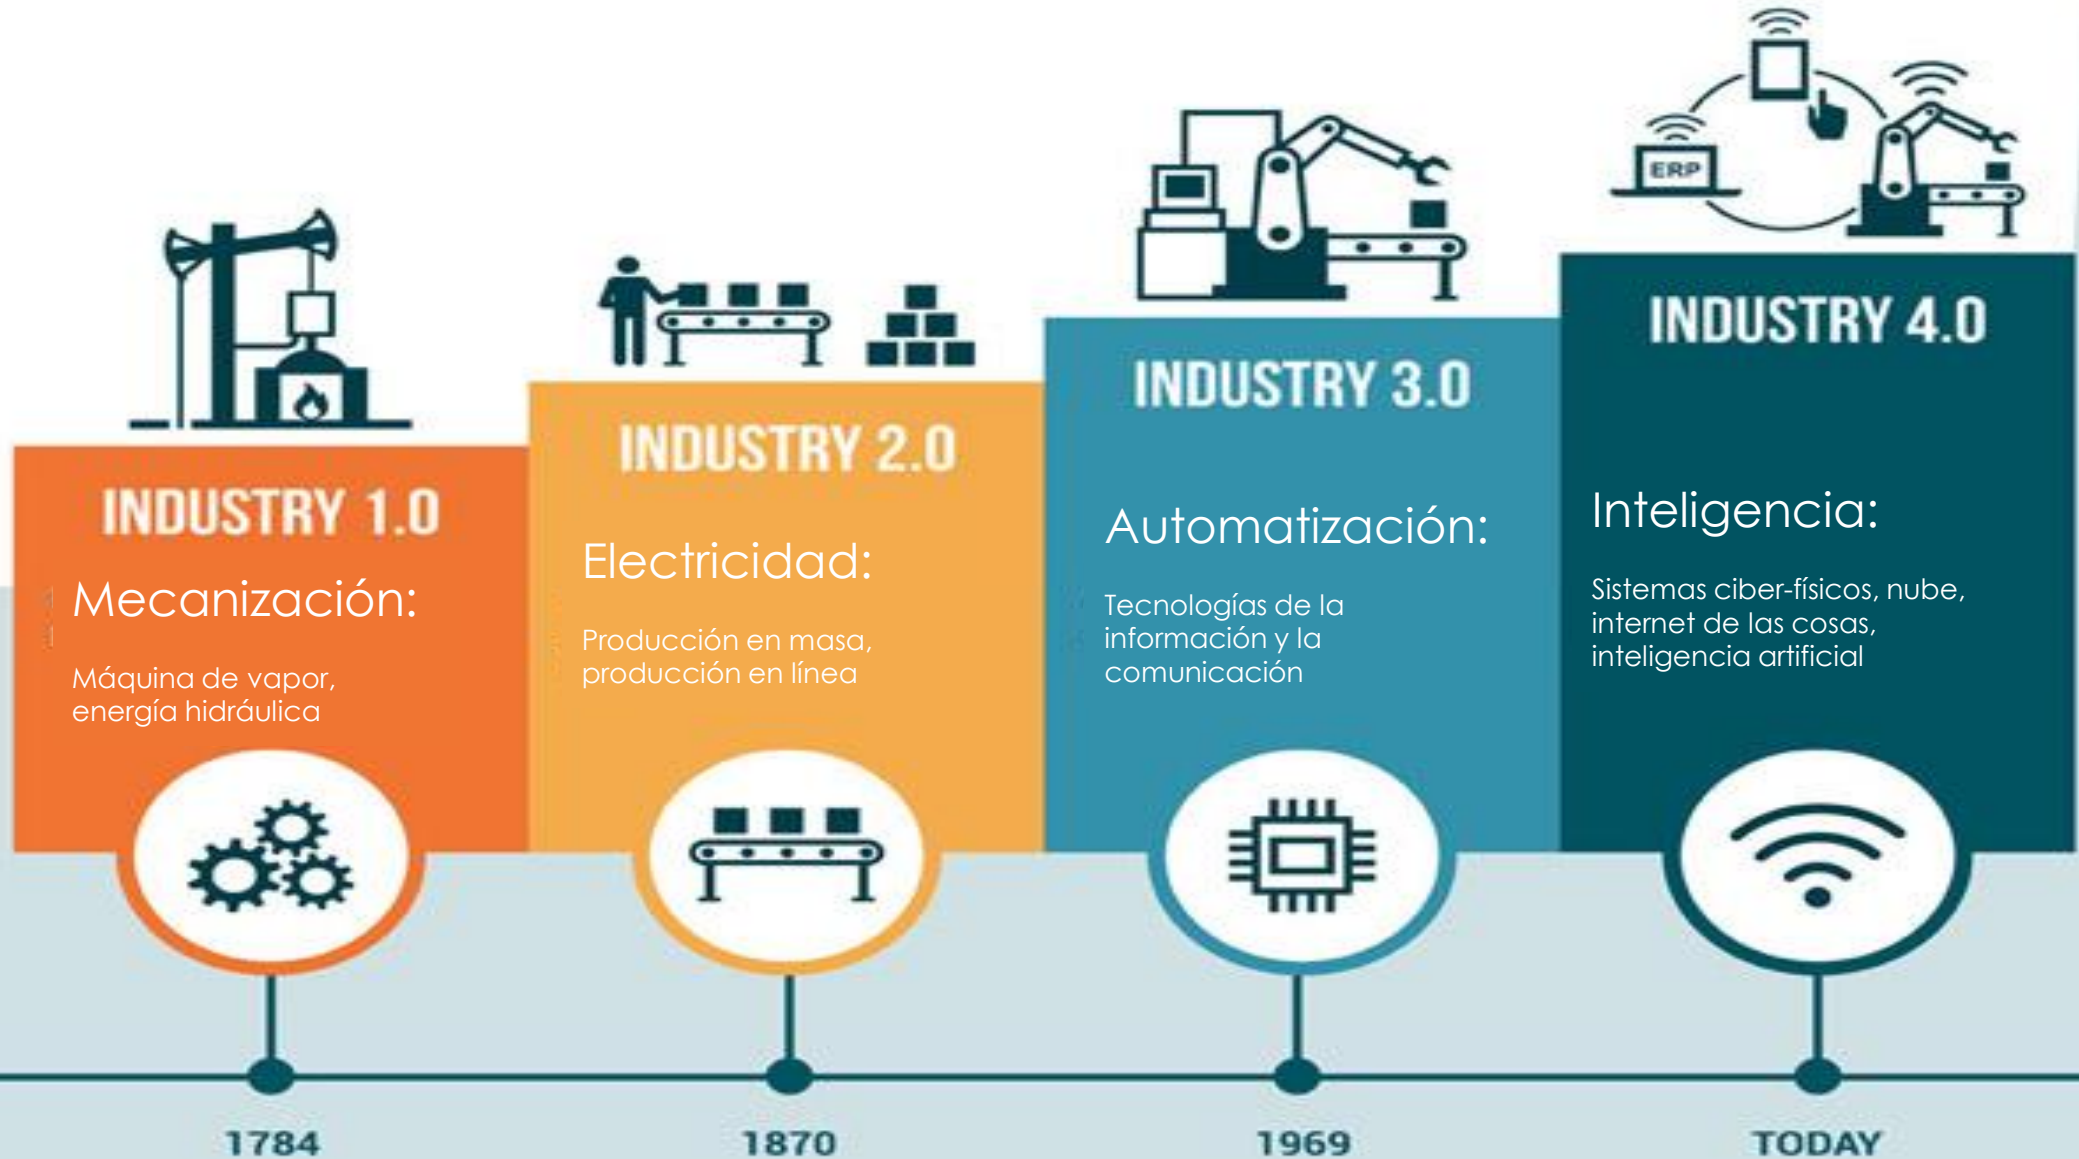 INDUSTRY 1.0
Mecanización:
Máquina de vapor,
energía hidráulica
1784
INDUSTRY 2.0
Electricidad:
Producción en masa,
producción en línea
1870
INDUSTRY 3.0
Automatización:
Tecnologías de la
información y la
comunicación
1969
ERP
INDUSTRY 4.0
Inteligencia:
Sistemas ciber-físicos, nube,
internet de las cosas,
inteligencia artificial
TODAY